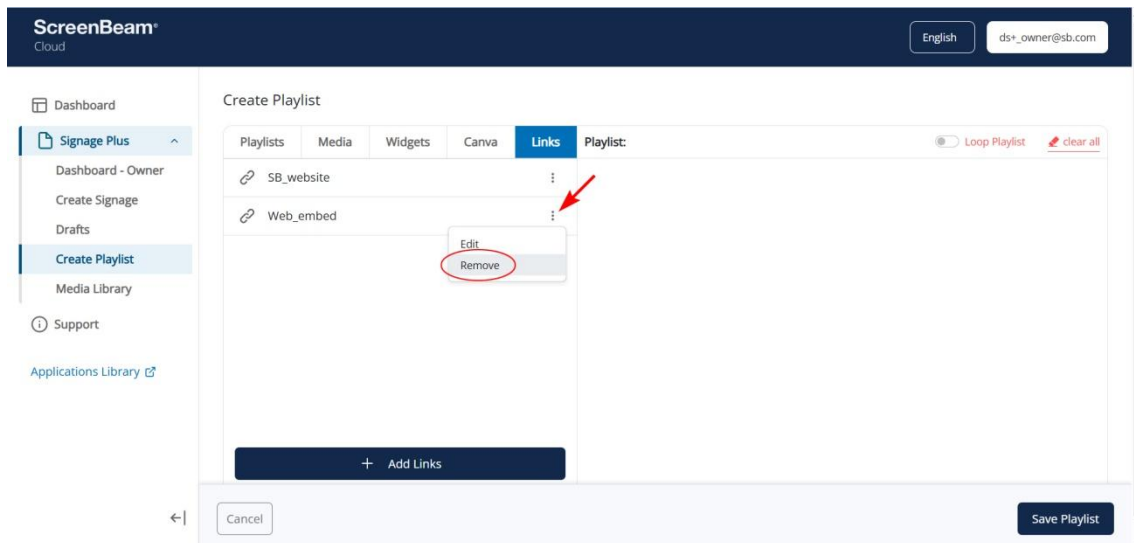 ScreenBeam®
Cloud
English
ds+_owner@sb.com
Dashboard
Signage Plus
Dashboard - Owner
Create Signage
Drafts
Create Playlist
Media Library
Support
Applications Library
Create Playlist
Playlists Media Widgets Canva Links Playlist: Loop Playlist clear all
SB_website
Web_embed
Edit
Remove
+ Add Links
Cancel
Save Playlist